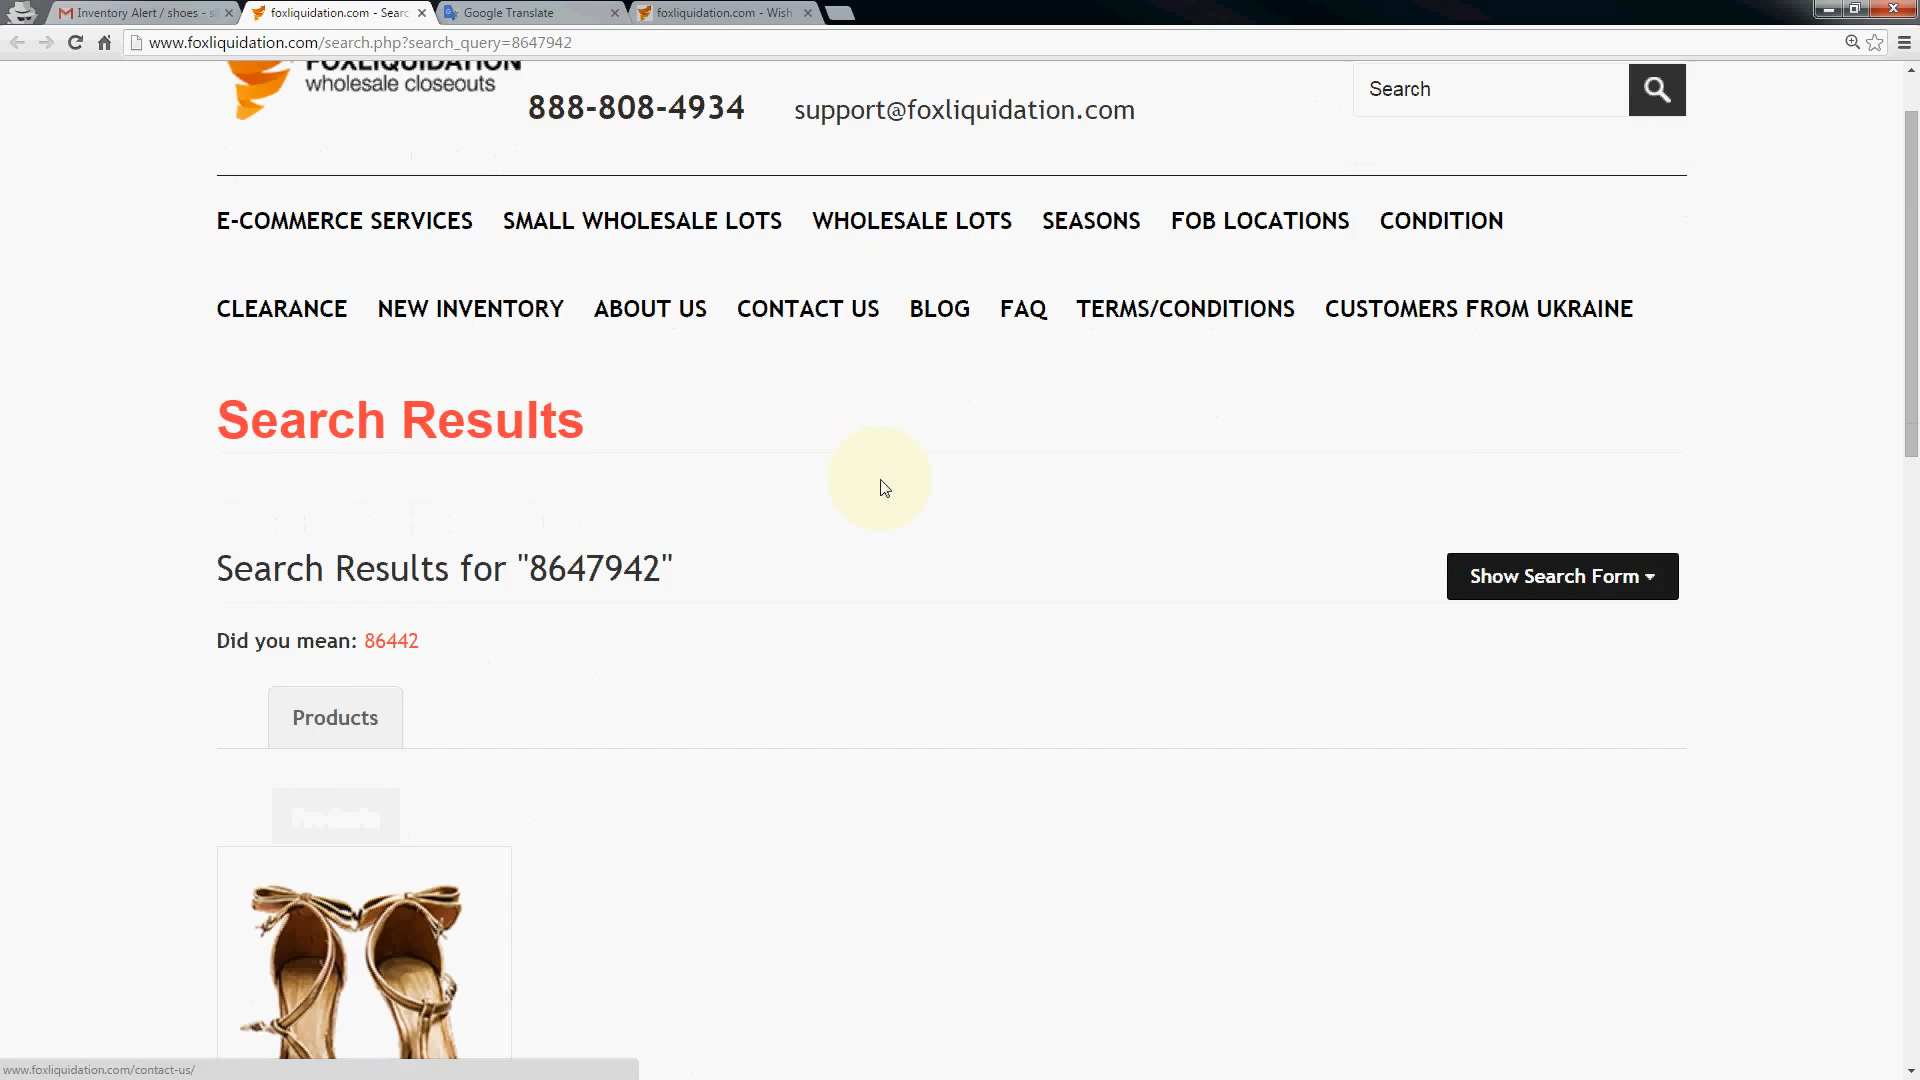 Inventory Alert / shoes - s
foxliquidation.com - Searc
Google Translate
foxliquidation.com - Wish
www.foxliquidation.com/search.php?search_query=8647942
FOXLIQUIDATION
wholesale closeouts
888-808-4934
support@foxliquidation.com
Search
E-COMMERCE SERVICES SMALL WHOLESALE LOTS WHOLESALE LOTS SEASONS FOB LOCATIONS CONDITION
CLEARANCE NEW INVENTORY ABOUT US CONTACT US BLOG FAQ TERMS/CONDITIONS CUSTOMERS FROM UKRAINE
Search Results
Search Results for "8647942"
Show Search Form
Did you mean: 86442
Products
www.foxliquidation.com/contact-us/